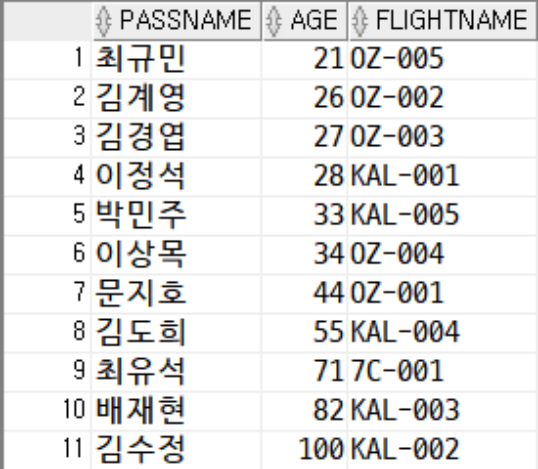 PASSNAME AGE FLIGHTNAME
1 최규민 21 OZ-005
2 김계영 26 OZ-002
3 김경엽 27 OZ-003
4 이정석 28 KAL-001
5 박민주 33 KAL-005
6 이상목 34 OZ-004
7 문지호 44 OZ-001
8 김도희 55 KAL-004
9 최유석 71 7C-001
10 배재현 82 KAL-003
11 김수정 100 KAL-002